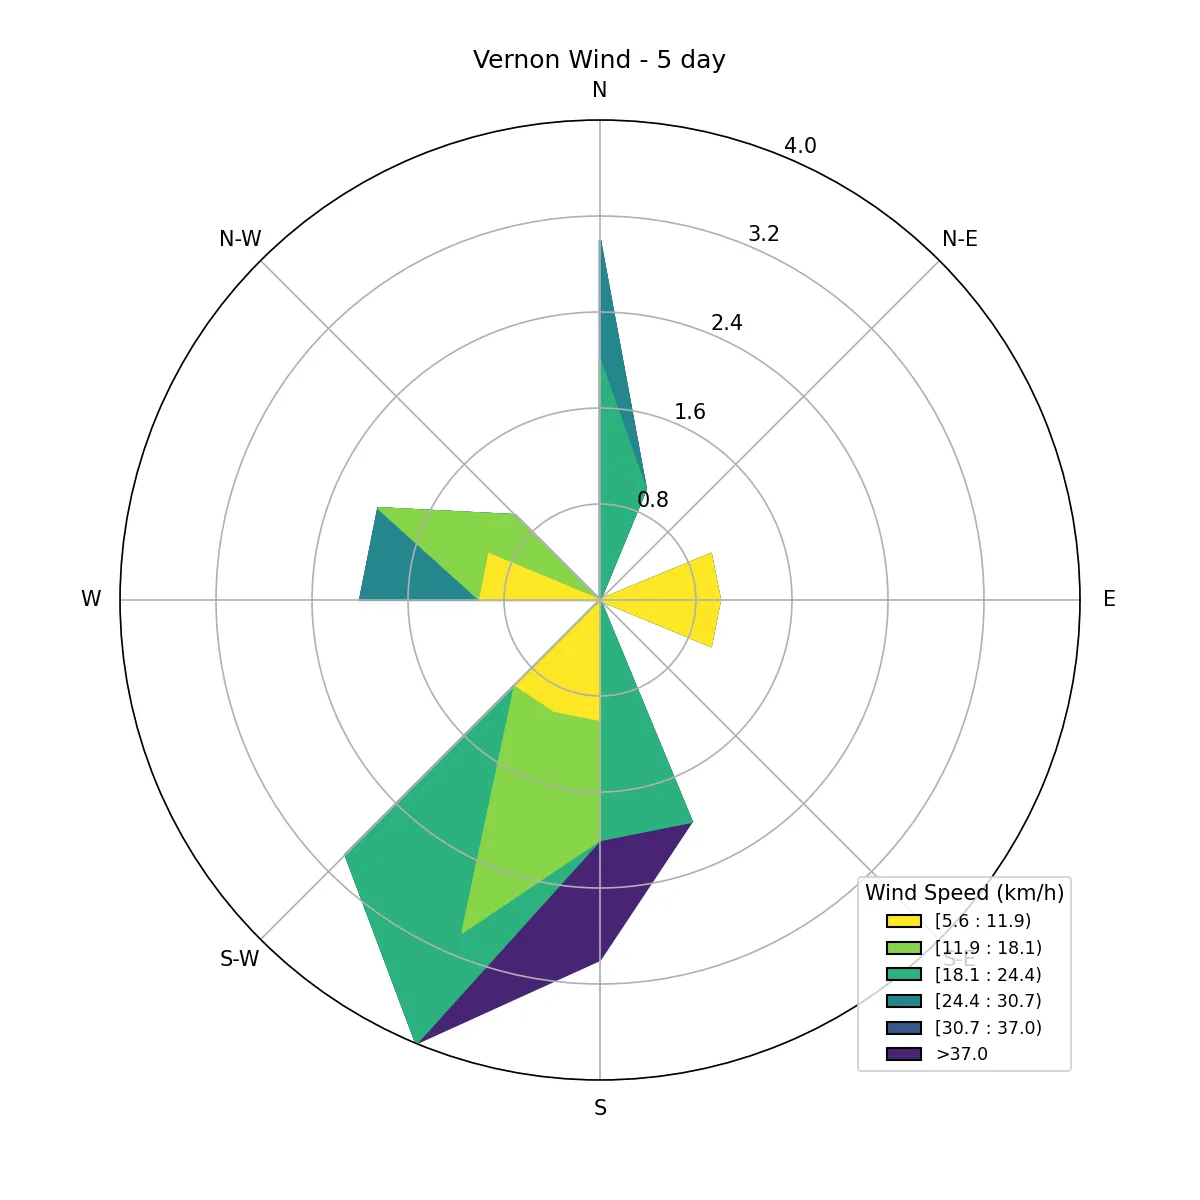 Vernon Wind - 5 day
N
4.0
N-W
3.2
N-E
2.4
1.6
0.8
W
E
Wind Speed (km/h)
[5.6 : 11.9)
[11.9 : 18.1)
S-W
S-E
[18.1 : 24.4)
[24.4 : 30.7)
[30.7 : 37.0)
>37.0
S